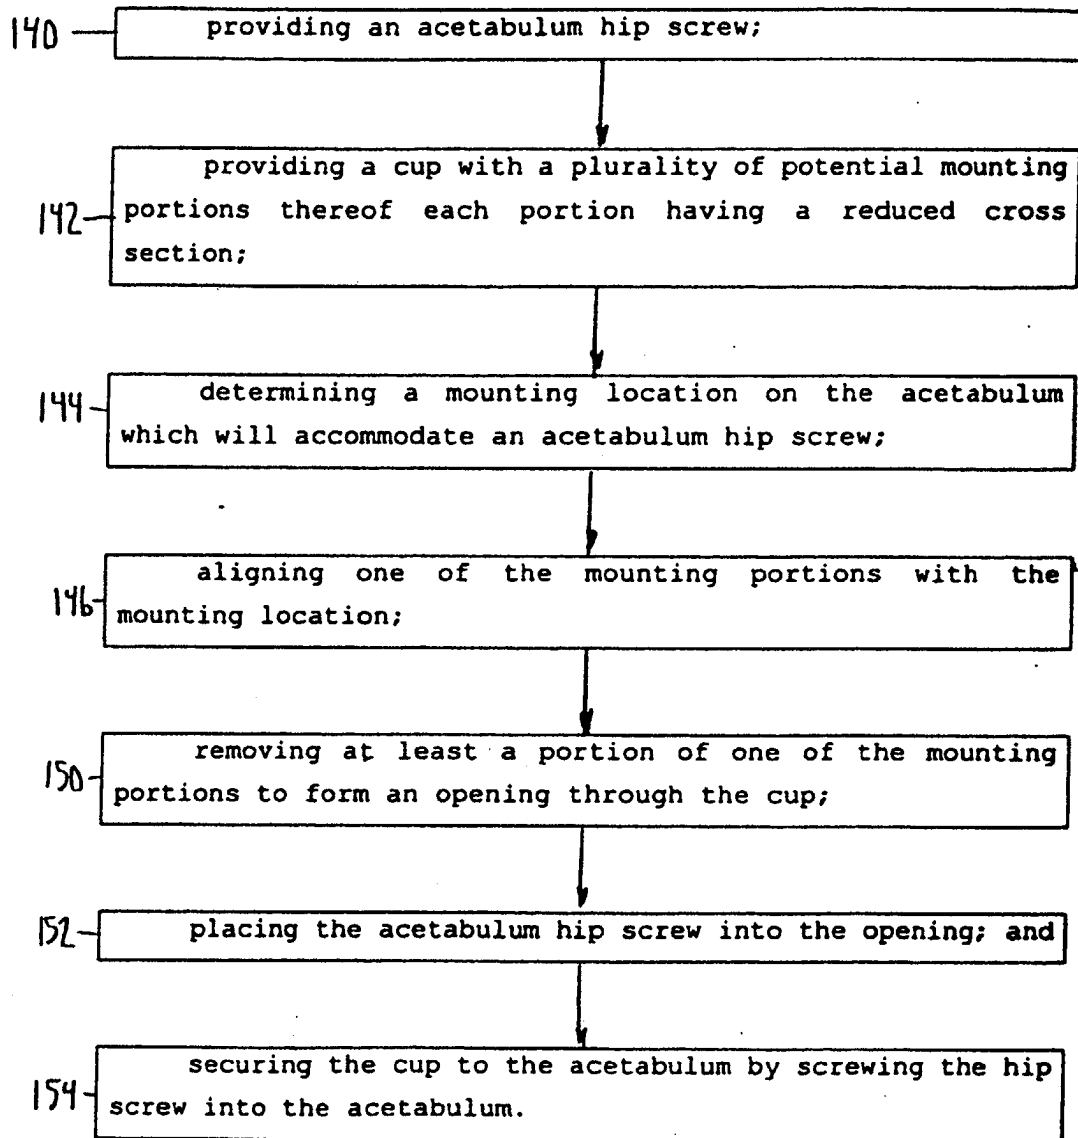 140 providing an acetabulum hip screw;
providing a cup with a plurality of potential mounting
142 portions thereof each portion having a reduced cross
section;
144 determining a mounting location on the acetabulum
which will accommodate an acetabulum hip screw;
146 aligning one of the mounting portions with the
mounting location;
150 removing at least a portion of one of the mounting
portions to form an opening through the cup;
152 placing the acetabulum hip screw into the opening; and
securing the cup to the acetabulum by screwing the hip
154 screw into the acetabulum.